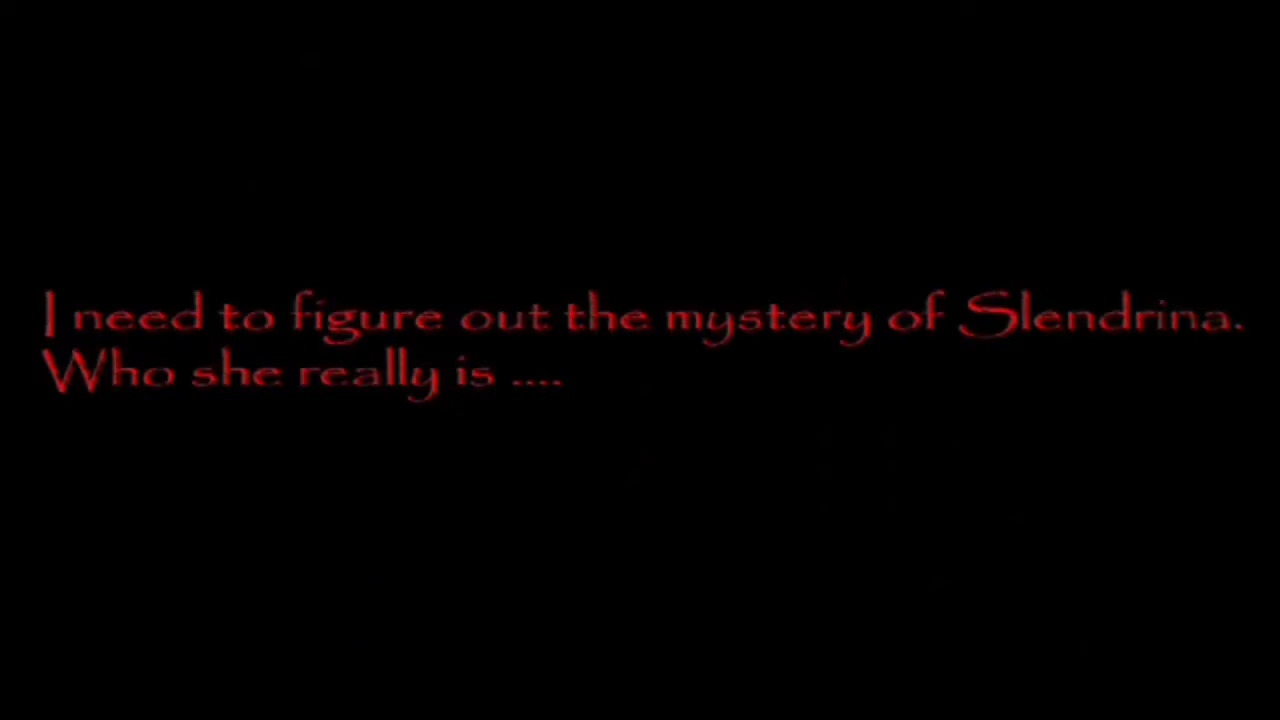 I need to figure out the mystery of Slendrina.
Who she really is ....